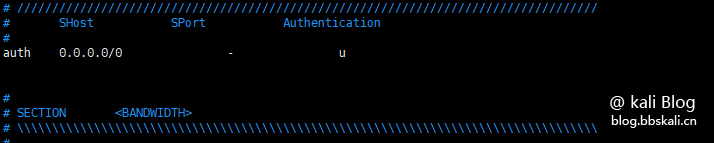 # ///////////////////////////////////////////////////////////////////////////////////
#       SHost               SPort           Authentication
#
auth    0.0.0.0/0               -               u
#
# SECTION       <BANDWIDTH>
# \\\\\\\\\\\\\\\\\\\\\\\\\\\\\\\\\\\\\\\\\\\\\\\\\\\\\\\\\\\\\\\\\\\\\\\\\\\\\\\\\\\
#
@ kali Blog
blog.bbskali.cn